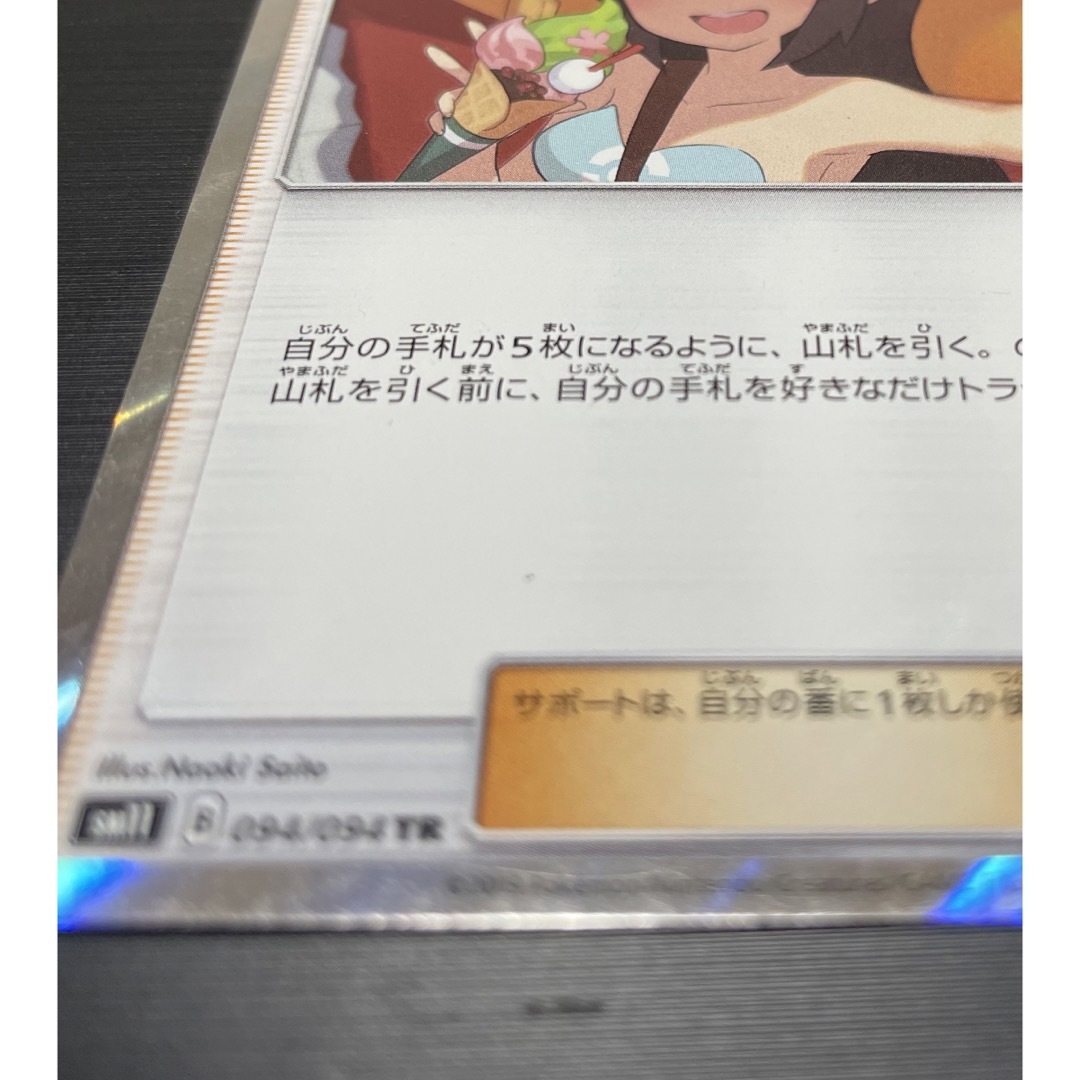 自分の手札が5枚になるように、山札を引く。
山札を引く前に、自分の手札を好きなだけトラ
サポートは、自分の番に1枚しか使
Illus.Naoki Saito
SM11 B 094/094 TR